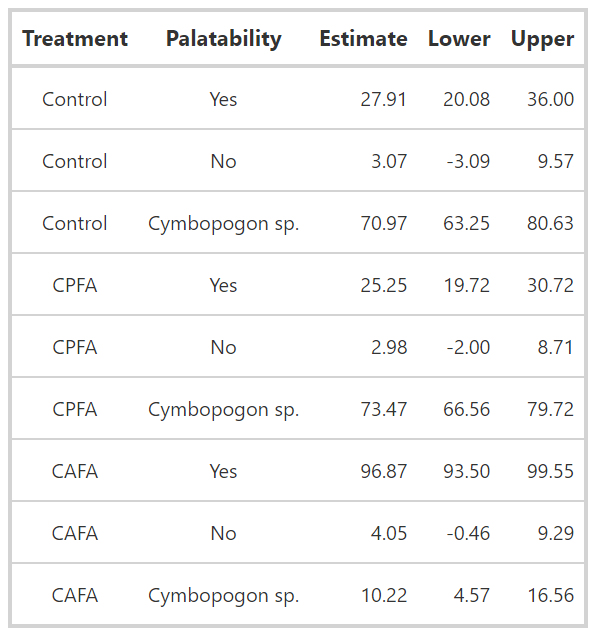 Treatment Palatability Estimate Lower Upper
Control Yes 27.91 20.08 36.00
Control No 3.07 -3.09 9.57
Control Cymbopogon sp. 70.97 63.25 80.63
CPFA Yes 25.25 19.72 30.72
CPFA No 2.98 -2.00 8.71
CPFA Cymbopogon sp. 73.47 66.56 79.72
CAFA Yes 96.87 93.50 99.55
CAFA No 4.05 -0.46 9.29
CAFA Cymbopogon sp. 10.22 4.57 16.56